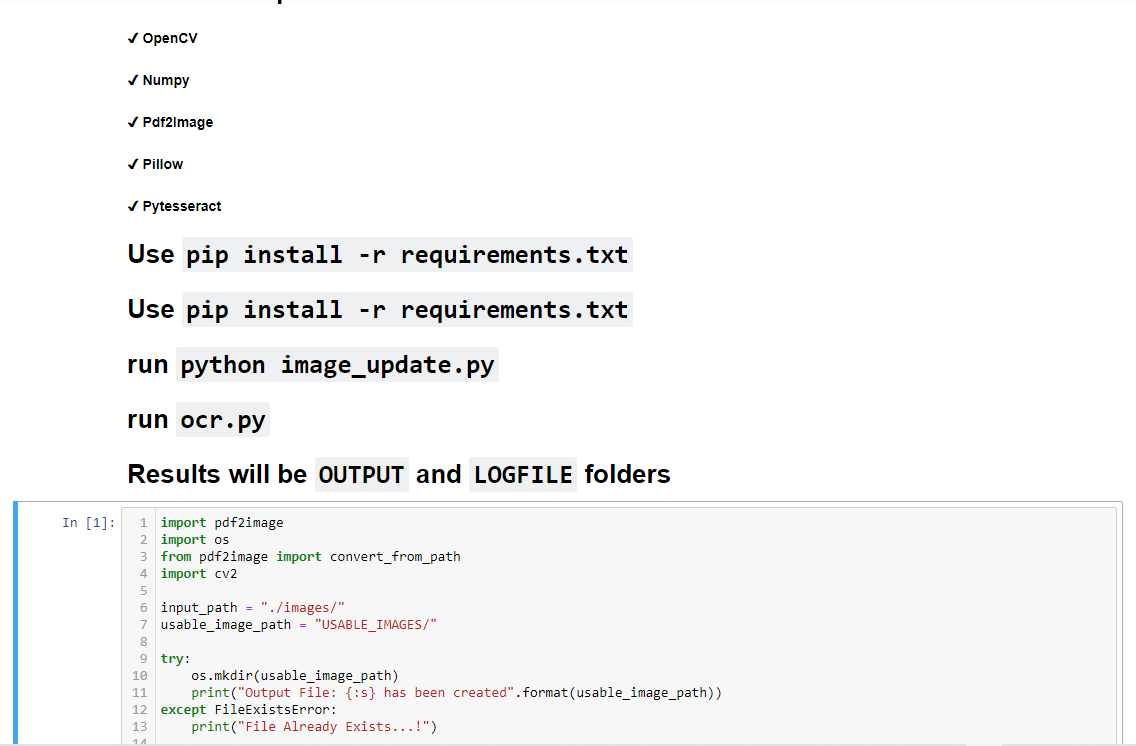 ✔ OpenCV
✔ Numpy
✔ Pdf2Image
✔ Pillow
✔ Pytesseract
Use pip install -r requirements.txt
Use pip install -r requirements.txt
run python image_update.py
run ocr.py
Results will be OUTPUT and LOGFILE folders
In [1]:
1 import pdf2image
2 import os
3 from pdf2image import convert_from_path
4 import cv2
5
6 input_path = "./images/"
7 usable_image_path = "USABLE_IMAGES/"
8
9 try:
10     os.mkdir(usable_image_path)
11     print("Output File: {:s} has been created".format(usable_image_path))
12 except FileExistsError:
13     print("File Already Exists...!")
14